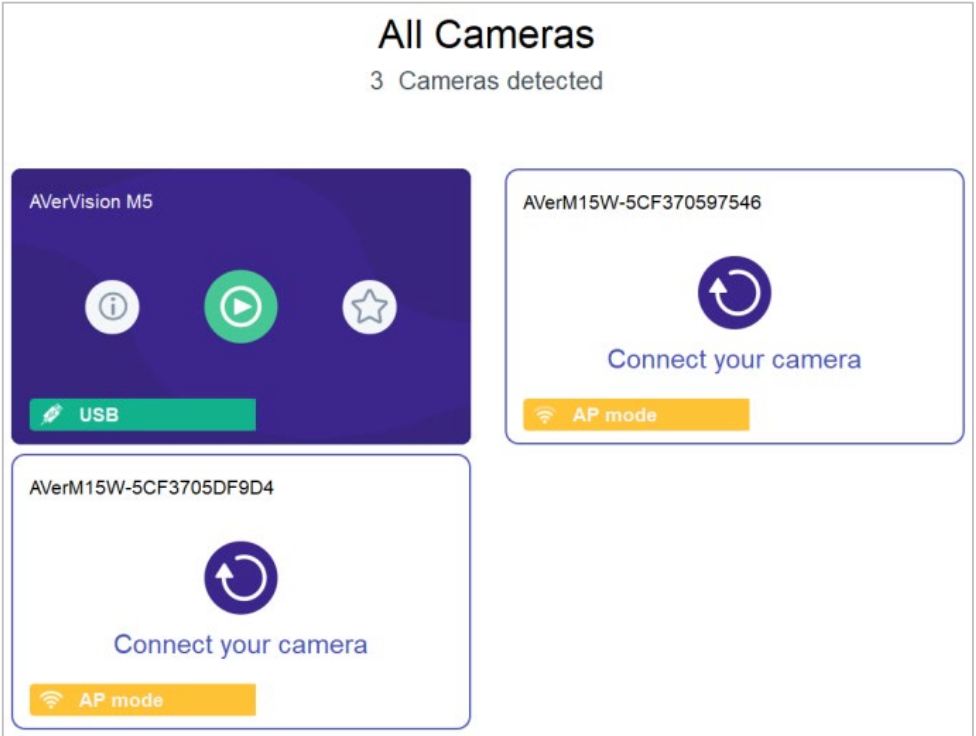 All Cameras
3 Cameras detected
AVerVision M5
USB
AVerM15W-5CF370597546
Connect your camera
AP mode
AVerM15W-5CF3705DF9D4
Connect your camera
AP mode